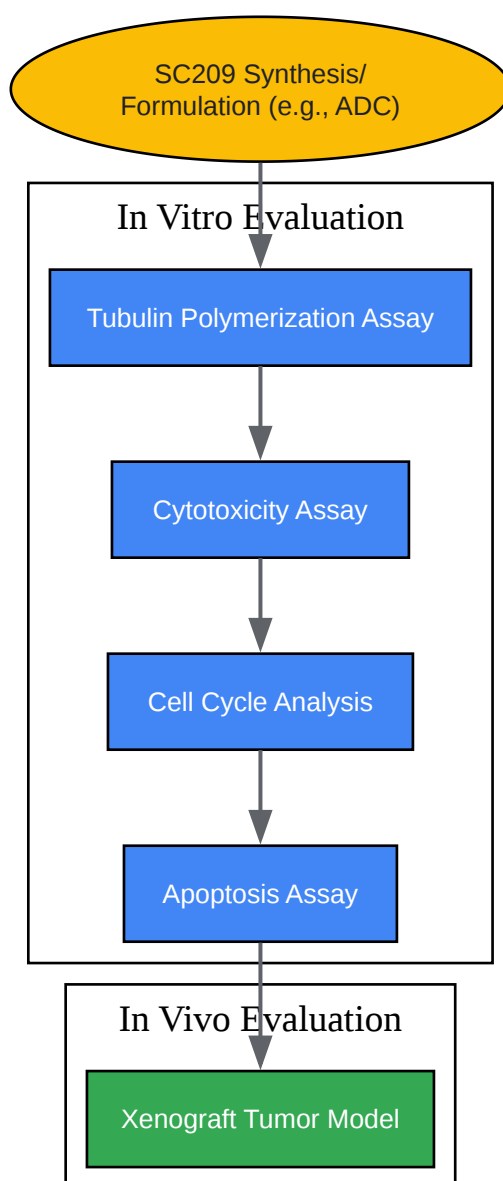 SC209 Synthesis/
Formulation (e.g., ADC)
In Vitro Evaluation
Tubulin Polymerization Assay
Cytotoxicity Assay
Cell Cycle Analysis
Apoptosis Assay
In Vivo Evaluation
Xenograft Tumor Model